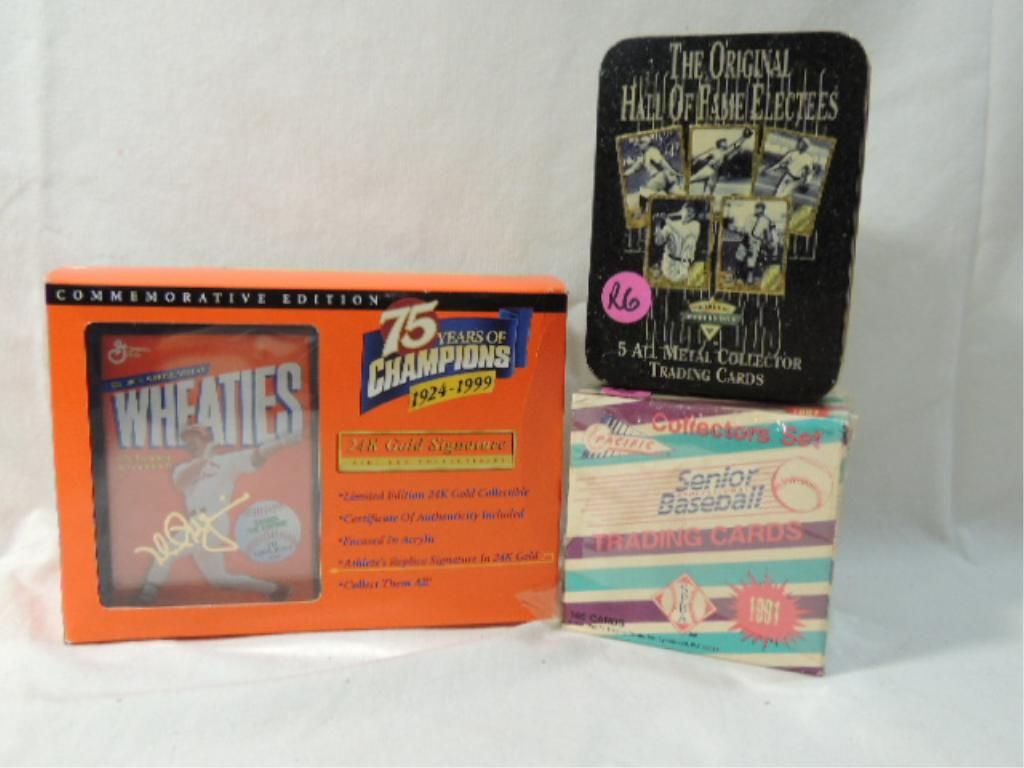 COMMEMORATIVE EDITION
75
YEARS OF
CHAMPIONS
1924-1999
WHEATIES
24K Gold Signature
•Limited Edition 24K Gold Collectible
•Certificate Of Authenticity Included
•Encased In Acrylic
•Athlete's Replica Signature In 24K Gold
•Collect Them All!
THE ORIGINAL
HALL OF FAME ELECTEES
R6
5 ALL METAL COLLECTOR
TRADING CARDS
1991
PACIFIC
Collectors Set
Senior
Baseball
TRADING CARDS
1991